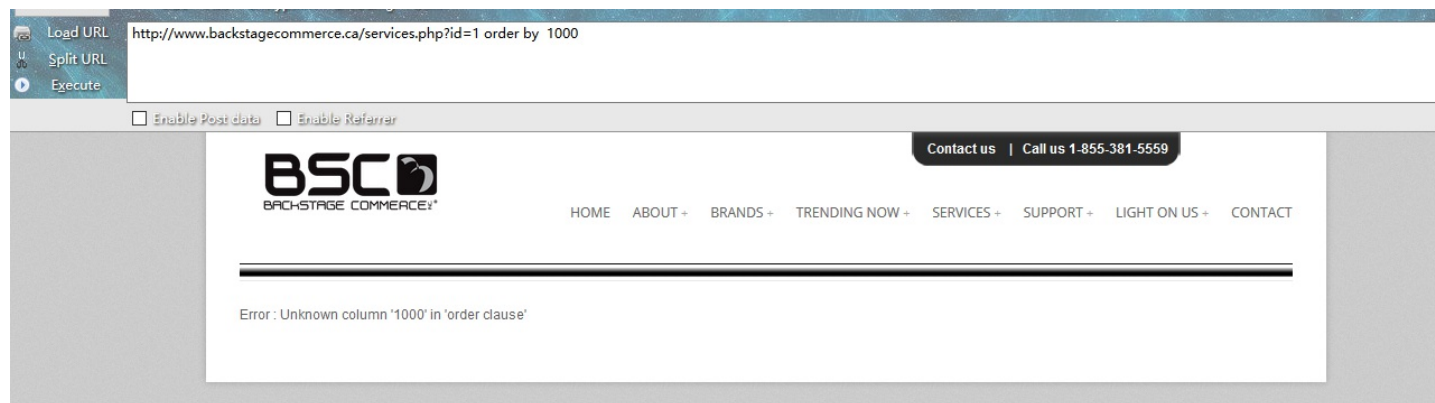 Load URL
http://www.backstagecommerce.ca/services.php?id=1 order by  1000
Split URL
Execute
Enable Post data Enable Referrer
Contact us | Call us 1-855-381-5559
BSC
BACKSTAGE COMMERCE
HOME ABOUT + BRANDS + TRENDING NOW + SERVICES + SUPPORT + LIGHT ON US + CONTACT
Error : Unknown column '1000' in 'order clause'